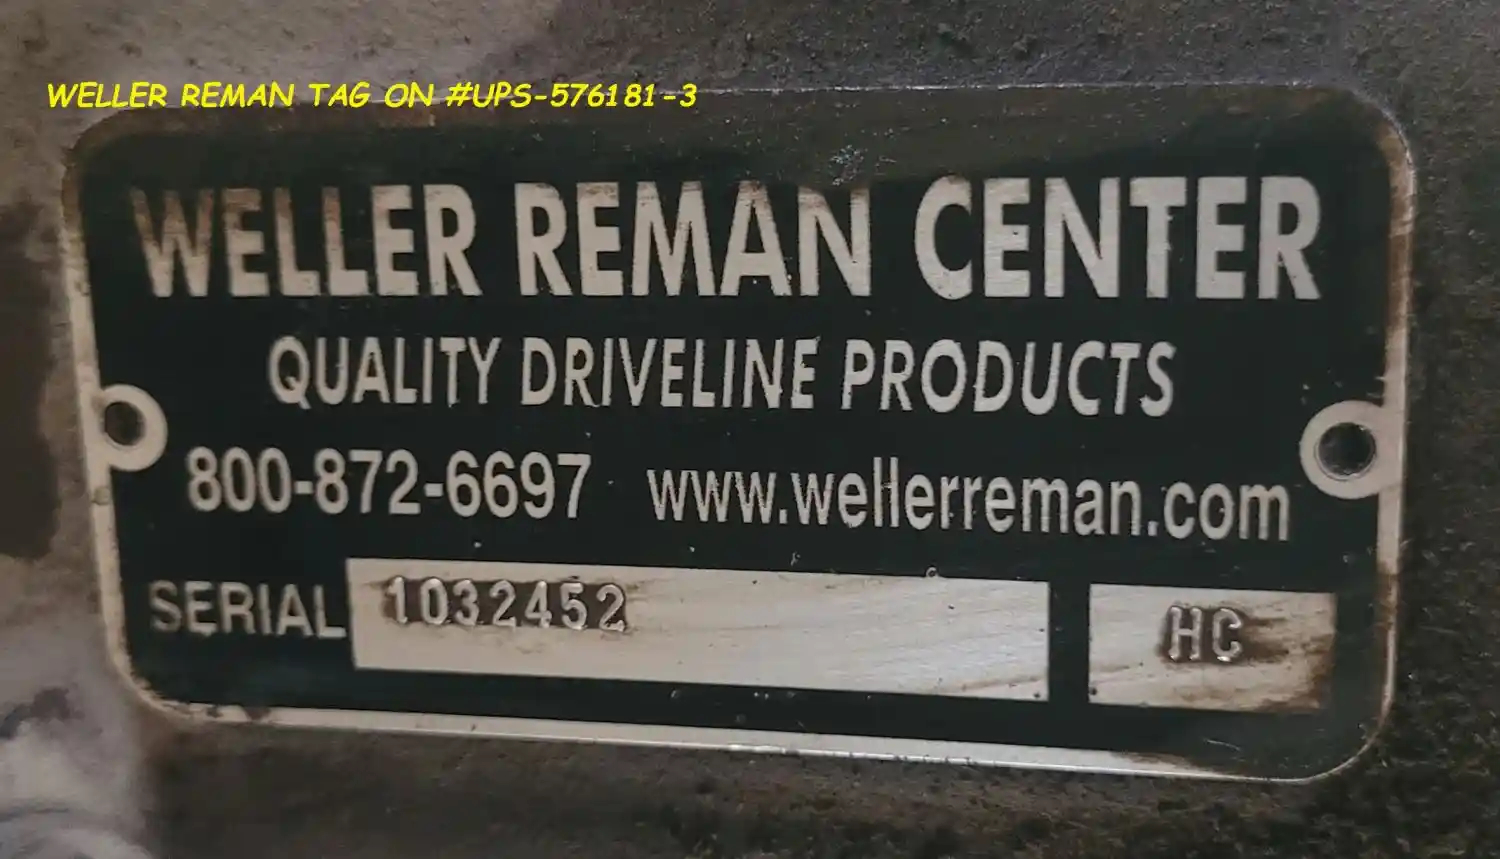 WELLER REMAN TAG ON #UPS-576181-3
WELLER REMAN CENTER
QUALITY DRIVELINE PRODUCTS
800-872-6697 www.wellerreman.com
SERIAL 1032452 HC